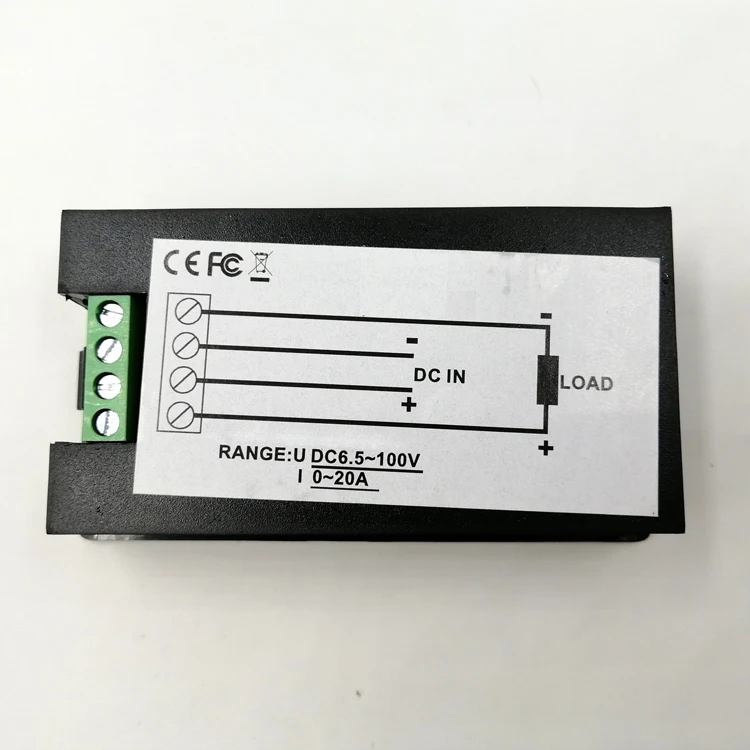 CE FC
-
-
DC IN
LOAD
+
+
RANGE:U DC6.5~100V
I 0~20A